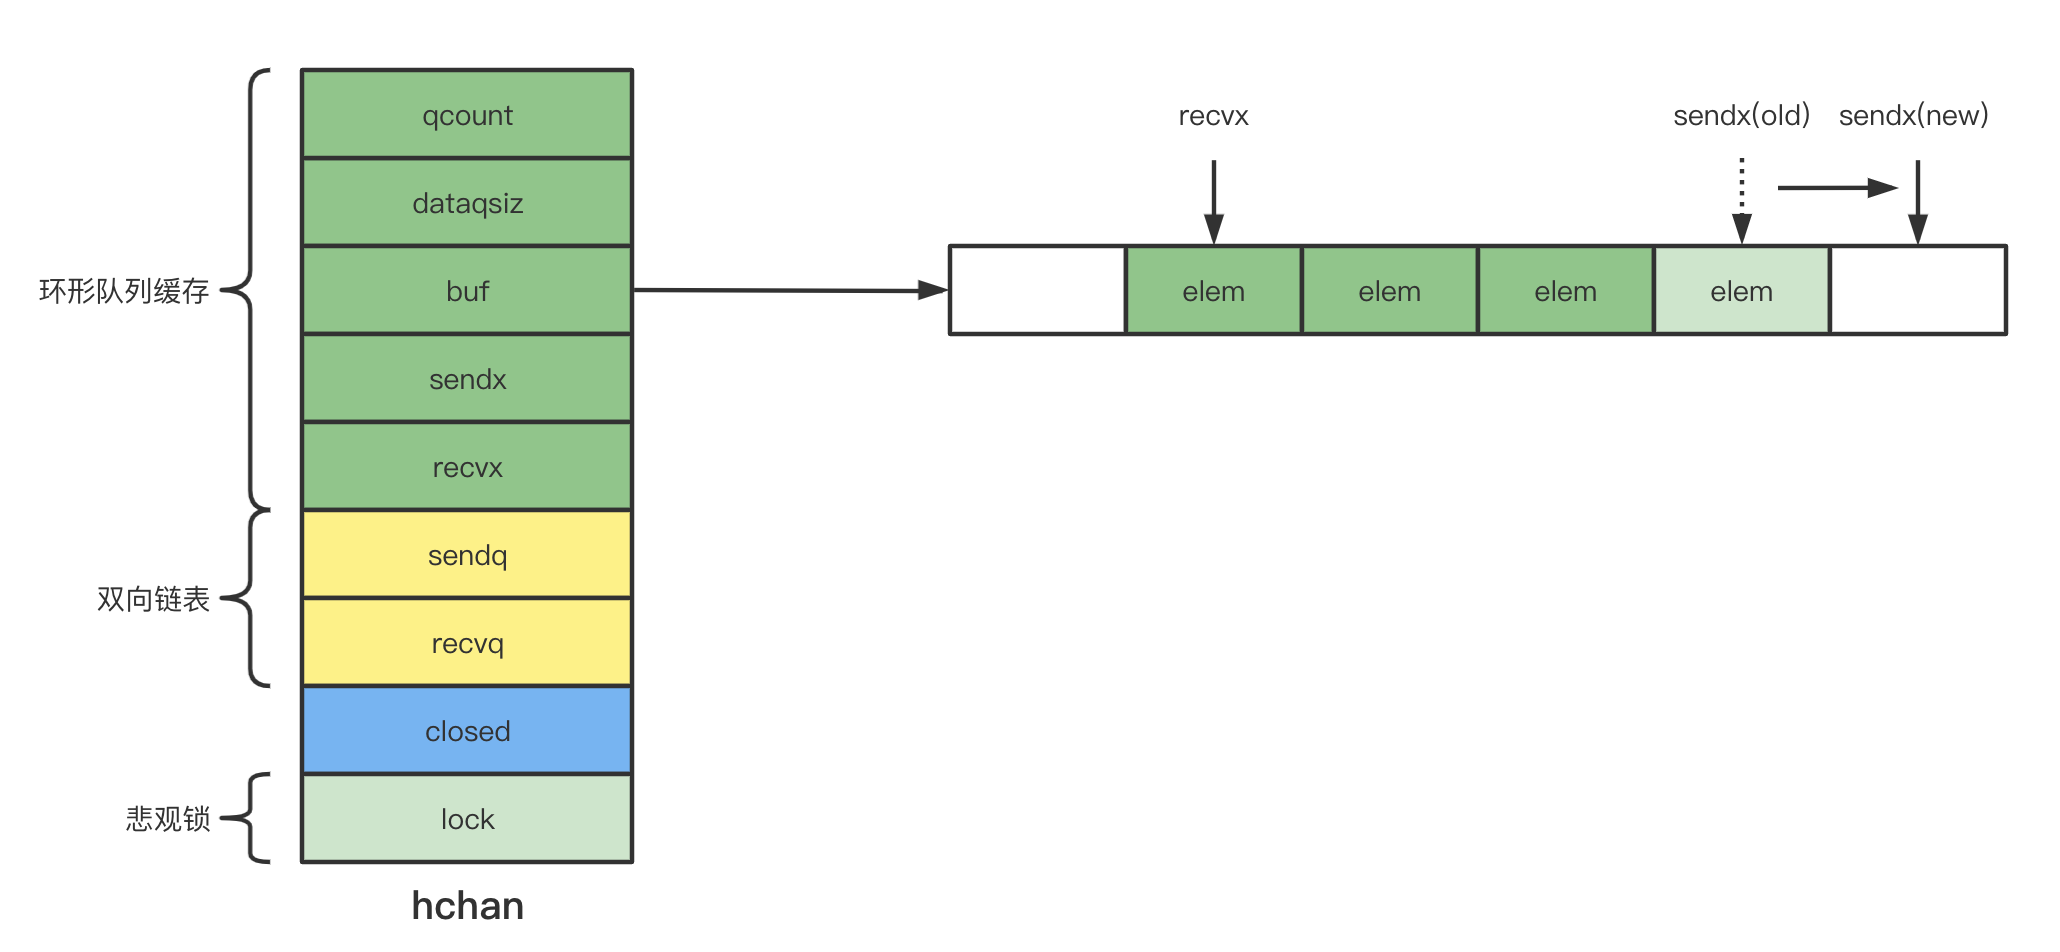 recvx
sendx(old)
sendx(new)
qcount
dataqsiz
环形队列缓存
buf
elem
elem
elem
elem
sendx
recvx
sendq
双向链表
recvq
closed
悲观锁
lock
hchan